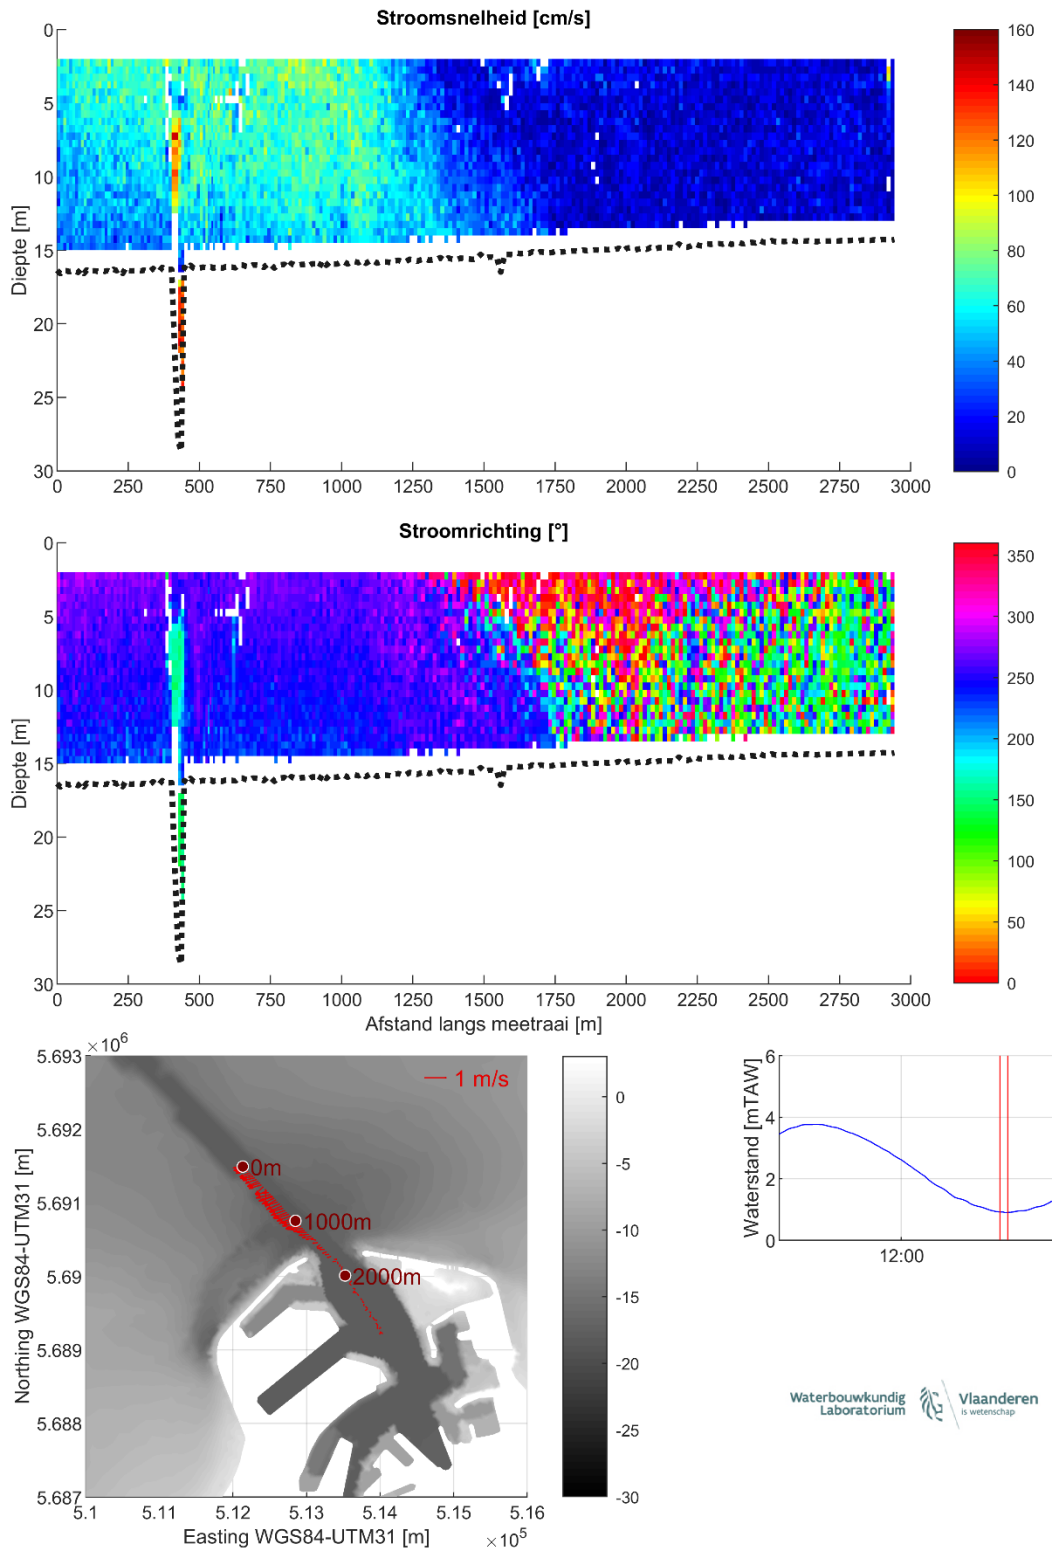 Stroomsnelheid [cm/s]
Diepte [m]
0
5
10
15
20
25
30
0 250 500 750 1000 1250 1500 1750 2000 2250 2500 2750 3000
160
140
120
100
80
60
40
20
0
Stroomrichting [°]
Diepte [m]
0
5
10
15
20
25
30
0 250 500 750 1000 1250 1500 1750 2000 2250 2500 2750 3000
Afstand langs meetraai [m]
350
300
250
200
150
100
50
0
×10⁶
Northing WGS84-UTM31 [m]
5.693
5.692
5.691
5.69
5.689
5.688
5.687
5.1 5.12 5.13 5.14 5.15 5.16
Easting WGS84-UTM31 [m]
×10⁵
1 m/s
0m
1000m
2000m
0
-5
-10
-15
-20
-25
-30
Waterstand [mTAW]
6
4
2
0
12:00
Waterbouwkundig
Laboratorium
Vlaanderen
is wetenschap